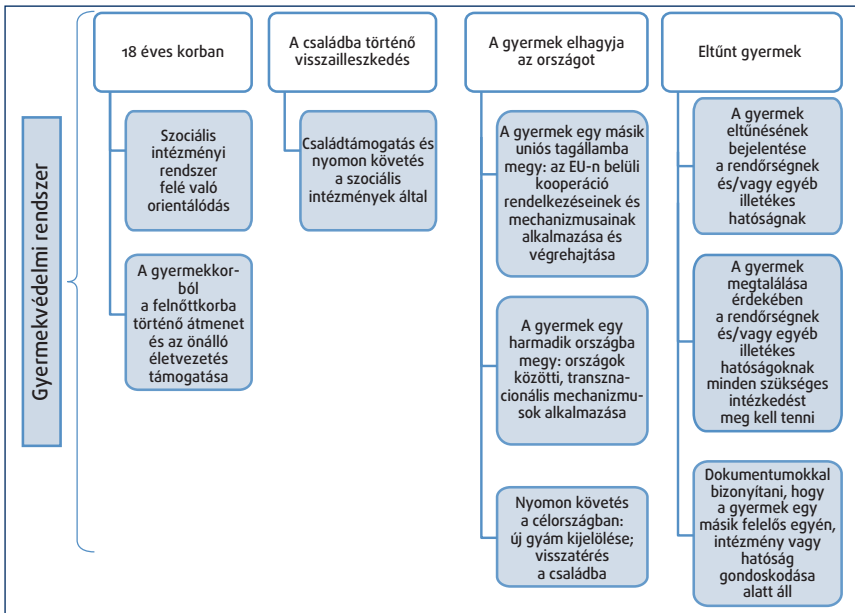 Gyermekvédelmi rendszer
18 éves korban
Szociális
intézményi
rendszer
felé való
orientálódás
A gyermekkor-
ból
a felnőttkorba
történő átmenet
és az önálló
életvezetés
támogatása
A családba történő
visszailleszkedés
Családtámogatás és
nyomon követés
a szociális
intézmények által
A gyermek elhagyja
az országot
A gyermek egy másik
uniós tagállamba
megy: az EU-n belüli
kooperáció
rendelkezéseinek és
mechanizmusainak
alkalmazása és
végrehajtása
A gyermek egy
harmadik országba
megy: országok
közötti, transzna-
cionális mechanizmu-
sok alkalmazása
Nyomon követés
a célországban:
új gyám kijelölése;
visszatérés
a családba
Eltűnt gyermek
A gyermek
eltűnésének
bejelentése
a rendőrségnek
és/vagy egyéb
illetékes
hatóságnak
A gyermek
megtalálása
érdekében
a rendőrségnek
és/vagy egyéb
illetékes
hatóságoknak
minden szükséges
intézkedést
meg kell tenni
Dokumentumokkal
bizonyítani, hogy
a gyermek egy
másik felelős egyén,
intézmény vagy
hatóság
gondoskodása
alatt áll